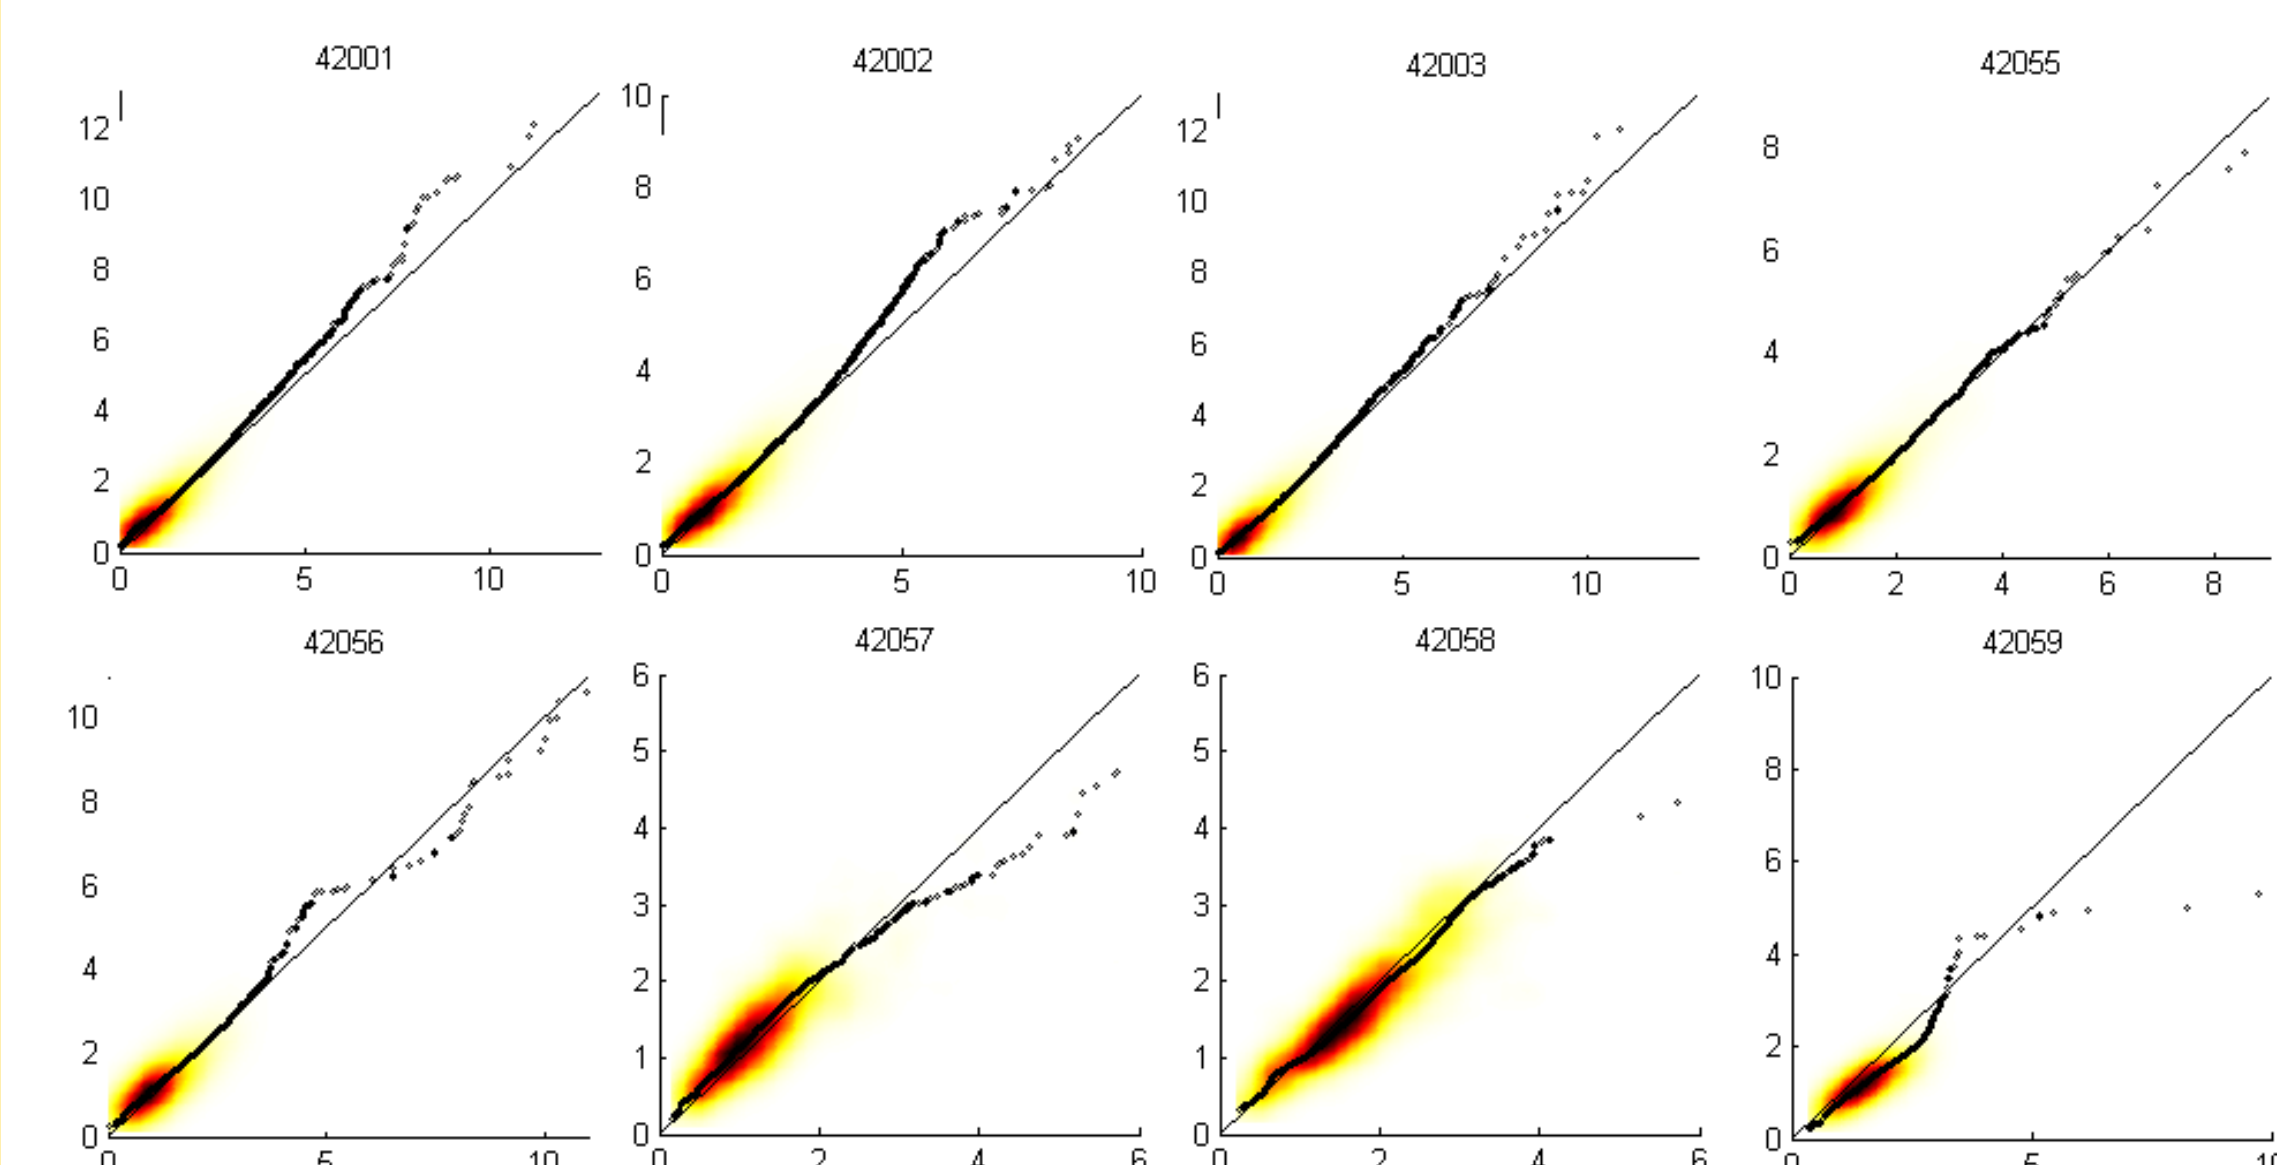 42001 42002 42003 42055
12 10 12 8
10 8 10 6
8 6 8 4
6 4 6 2
4 2 4 0
2 0 2
0 0
0 5 10 0 5 10 0 5 10 0 2 4 6 8
42056 42057 42058 42059
10 6 6 10
8 5 5 8
6 4 4 6
4 3 3 4
2 2 2 2
0 1 1 0
0 0
0 5 10 0 2 4 6 0 2 4 6 0 5 10